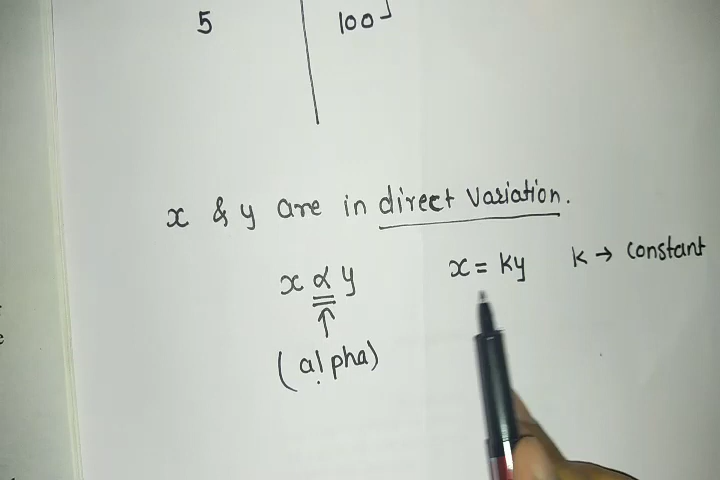 5 100
x & y are in direct variation.
x ∝ y x = ky k → constant
↑
(alpha)